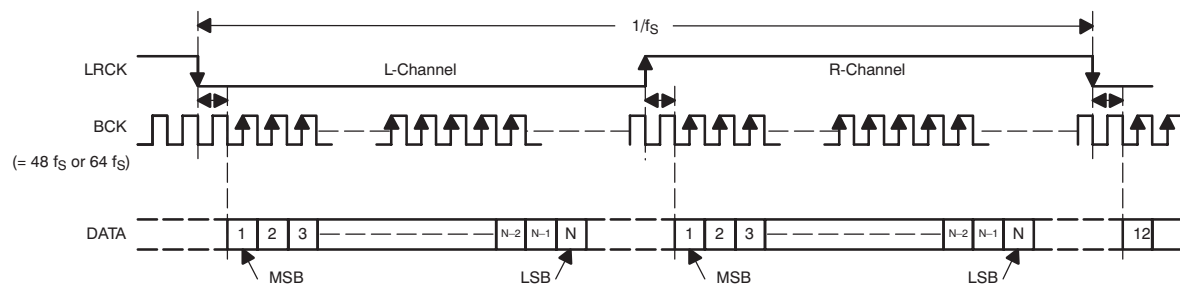 1/fS
LRCK
L-Channel
R-Channel
BCK
(= 48 fS or 64 fS)
DATA
1 2 3 N–2 N–1 N 1 2 3 N–2 N–1 N 12
MSB LSB MSB LSB